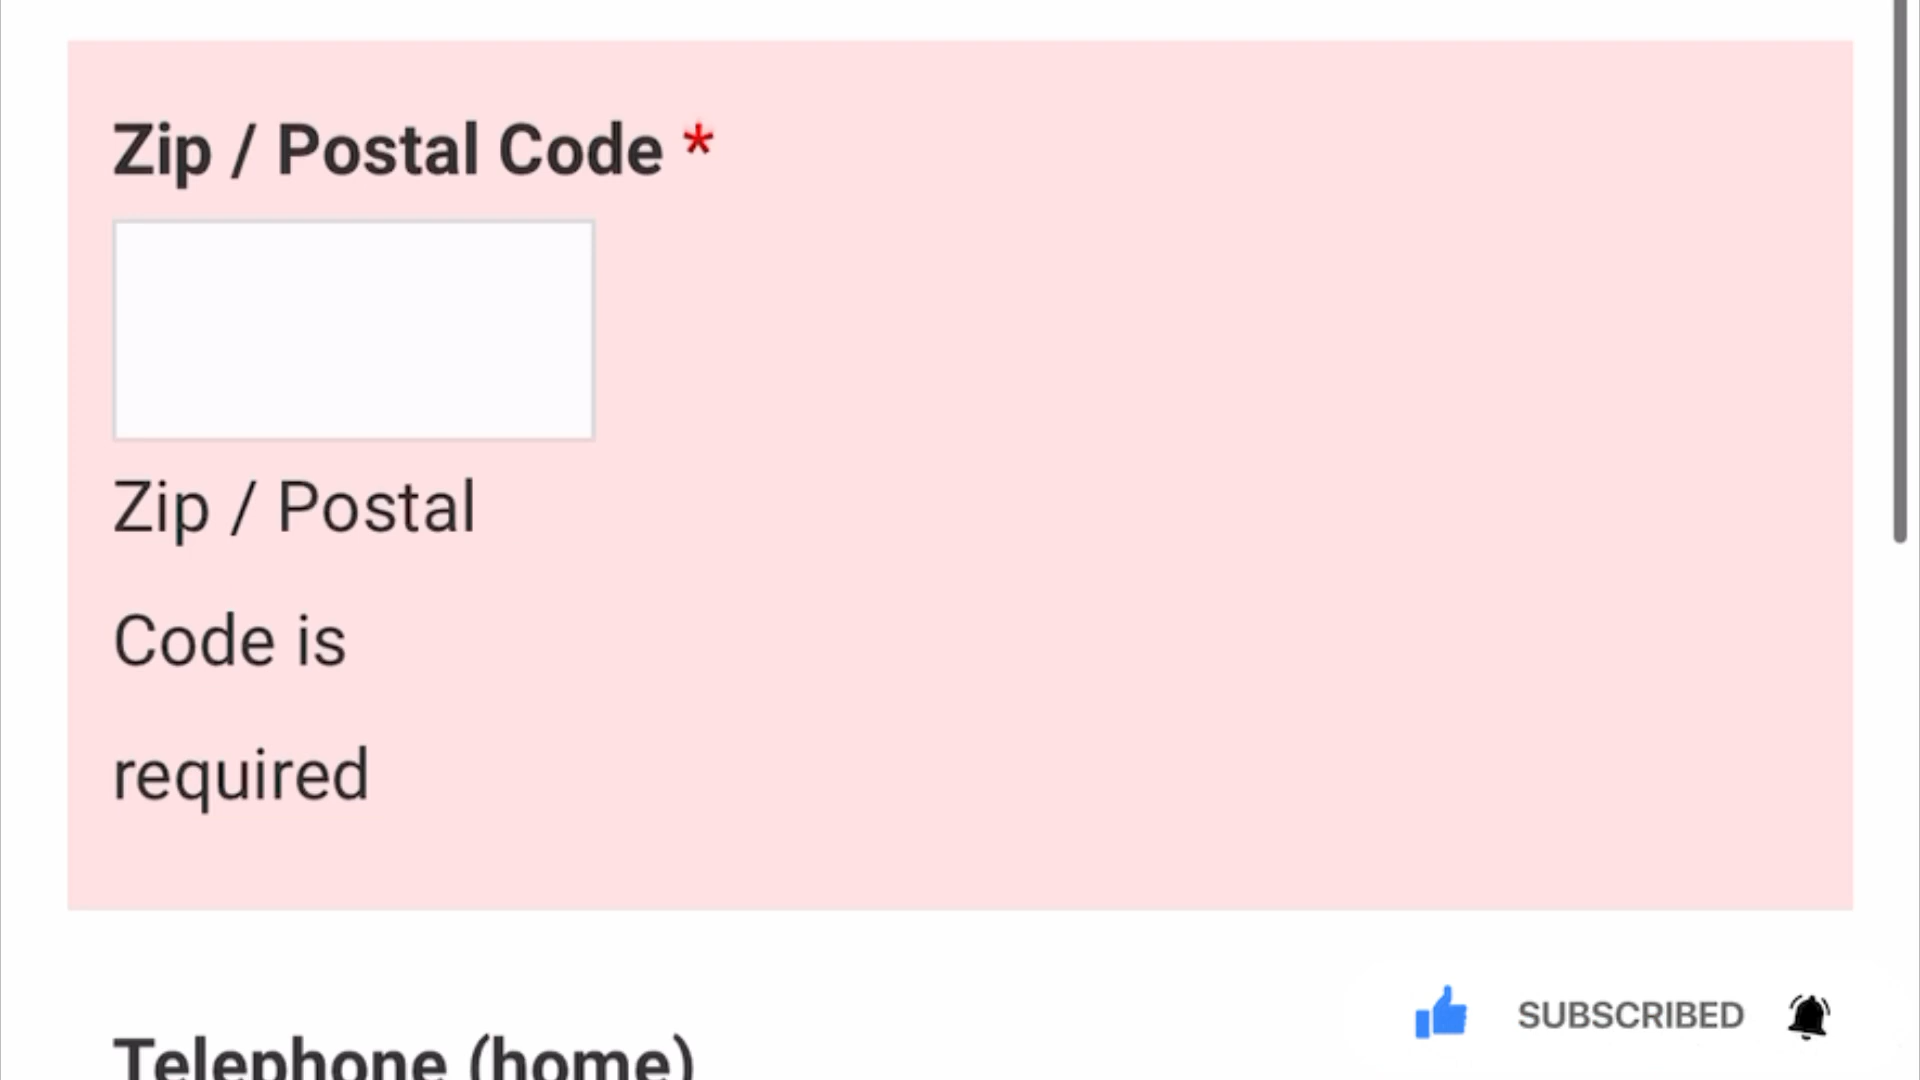 Zip / Postal Code *
Zip / Postal
Code is
required
Telephone (home)
SUBSCRIBED